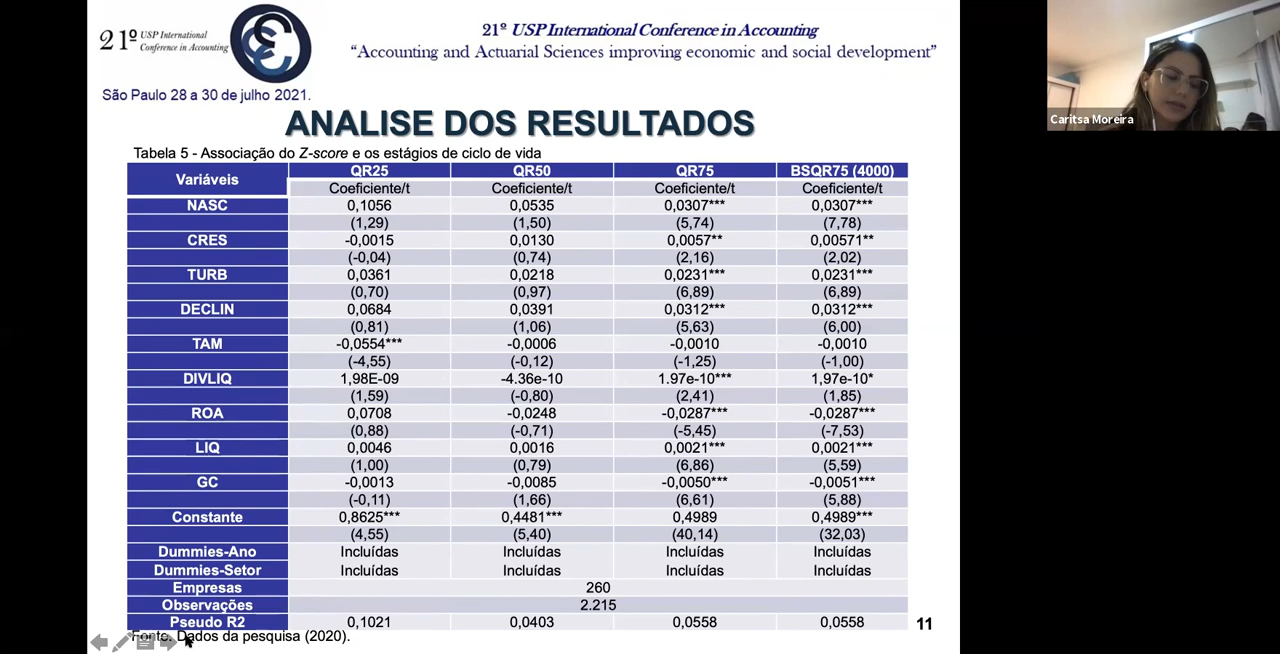 21º USP International
Conference in Accounting
21º USP International Conference in Accounting
“Accounting and Actuarial Sciences improving economic and social development”
São Paulo 28 a 30 de julho 2021.
Caritsa Moreira
ANALISE DOS RESULTADOS
Tabela 5 - Associação do Z-score e os estágios de ciclo de vida
Variáveis QR25 QR50 QR75 BSQR75 (4000)
Coeficiente/t Coeficiente/t Coeficiente/t Coeficiente/t
NASC 0,1056 0,0535 0,0307*** 0,0307***
(1,29) (1,50) (5,74) (7,78)
CRES -0,0015 0,0130 0,0057** 0,00571**
(-0,04) (0,74) (2,16) (2,02)
TURB 0,0361 0,0218 0,0231*** 0,0231***
(0,70) (0,97) (6,89) (6,89)
DECLIN 0,0684 0,0391 0,0312*** 0,0312***
(0,81) (1,06) (5,63) (6,00)
TAM -0,0554*** -0,0006 -0,0010 -0,0010
(-4,55) (-0,12) (-1,25) (-1,00)
DIVLIQ 1,98E-09 -4.36e-10 1.97e-10*** 1,97e-10*
(1,59) (-0,80) (2,41) (1,85)
ROA 0,0708 -0,0248 -0,0287*** -0,0287***
(0,88) (-0,71) (-5,45) (-7,53)
LIQ 0,0046 0,0016 0,0021*** 0,0021***
(1,00) (0,79) (6,86) (5,59)
GC -0,0013 -0,0085 -0,0050*** -0,0051***
(-0,11) (1,66) (6,61) (5,88)
Constante 0,8625*** 0,4481*** 0,4989 0,4989***
(4,55) (5,40) (40,14) (32,03)
Dummies-Ano Incluídas Incluídas Incluídas Incluídas
Dummies-Setor Incluídas Incluídas Incluídas Incluídas
Empresas 260
Observações 2.215
Pseudo R2 0,1021 0,0403 0,0558 0,0558
11
Fonte: Dados da pesquisa (2020).